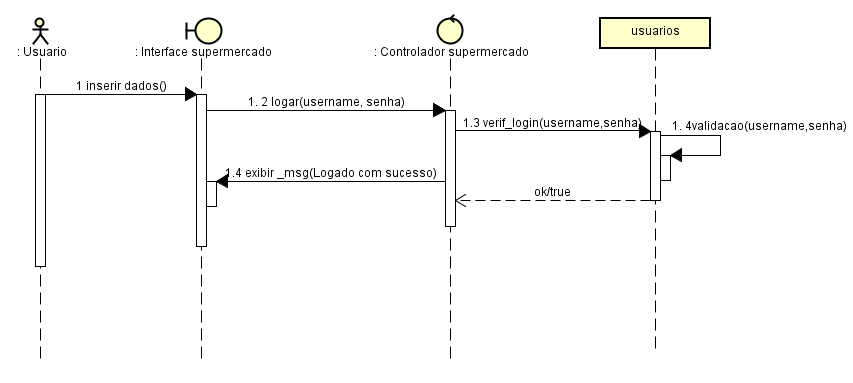 usuarios
: Usuario
: Interface supermercado
: Controlador supermercado
1 inserir dados()
1. 2 logar(username, senha)
1.3 verif_login(username,senha)
1. 4validacao(username,senha)
1.4 exibir _msg(Logado com sucesso)
ok/true